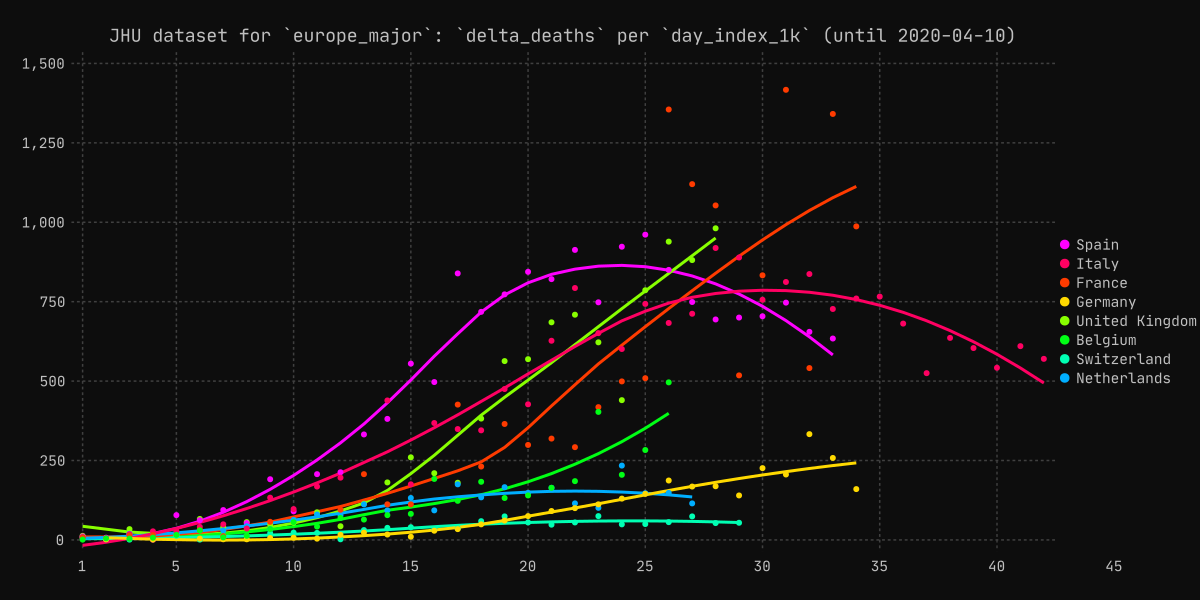 JHU dataset for `europe_major`: `delta_deaths` per `day_index_1k` (until 2020-04-10)
1,500
1,250
1,000
750
500
250
0
1 5 10 15 20 25 30 35 40 45
Spain
Italy
France
Germany
United Kingdom
Belgium
Switzerland
Netherlands